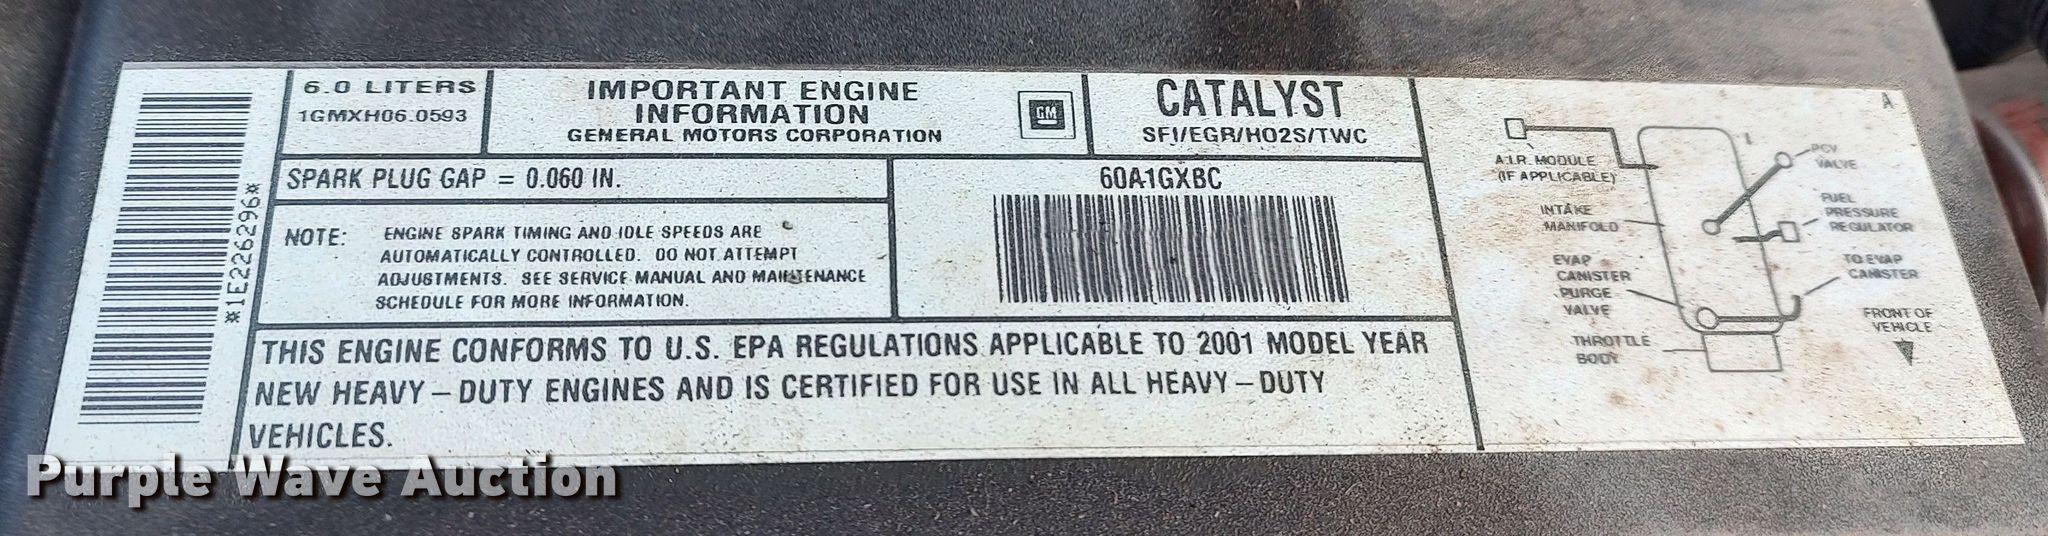 *1E2262296*
6.0 LITERS
1GMXH06.0593
IMPORTANT ENGINE
INFORMATION
GENERAL MOTORS CORPORATION
GM
CATALYST
SFI/EGR/HO2S/TWC
SPARK PLUG GAP = 0.060 IN.
NOTE:
ENGINE SPARK TIMING AND IDLE SPEEDS ARE
AUTOMATICALLY CONTROLLED. DO NOT ATTEMPT
ADJUSTMENTS. SEE SERVICE MANUAL AND MAINTENANCE
SCHEDULE FOR MORE INFORMATION.
60A1GXBC
THIS ENGINE CONFORMS TO U.S. EPA REGULATIONS APPLICABLE TO 2001 MODEL YEAR
NEW HEAVY – DUTY ENGINES AND IS CERTIFIED FOR USE IN ALL HEAVY – DUTY
VEHICLES.
A
A.I.R. MODULE
(IF APPLICABLE)
INTAKE
MANIFOLD
EVAP
CANISTER
PURGE
VALVE
THROTTLE
BODY
PCV
VALVE
FUEL
PRESSURE
REGULATOR
TO EVAP
CANISTER
FRONT OF
VEHICLE
Purple Wave Auction